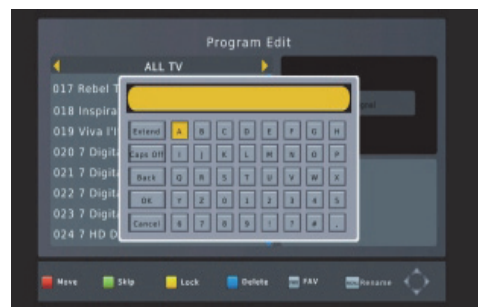 Program Edit
ALL TV
017 Rebel T
018 Inspira
019 Viva l'I
020 7 Digit
021 7 Digit
022 7 Digit
023 7 Digit
024 7 HD D
Extend A B C D E F G H
Caps Off I J K L M N O P
Back Q R S T U V W X
OK Y Z 0 1 2 3 4 5
Cancel 6 7 8 9 ! ? # .
Move Skip Lock Delete FAV Rename